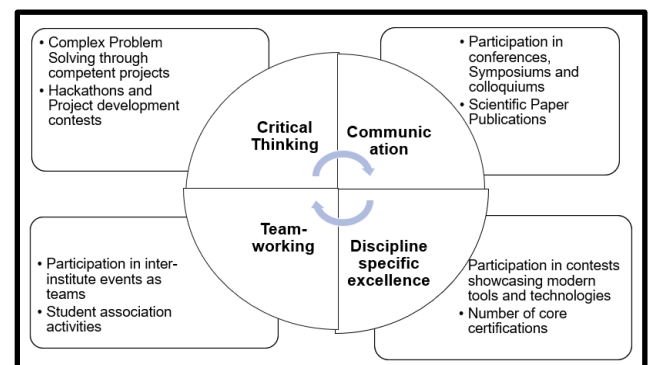 • Complex Problem
Solving through
competent projects
• Hackathons and
Project development
contests
• Participation in
conferences,
Symposiums and
colloquiums
• Scientific Paper
Publications
Critical
Thinking
Communic
ation
Team-
working
Discipline
specific
excellence
• Participation in inter-
institute events as
teams
• Student association
activities
Participation in contests
showcasing modern
tools and technologies
• Number of core
certifications